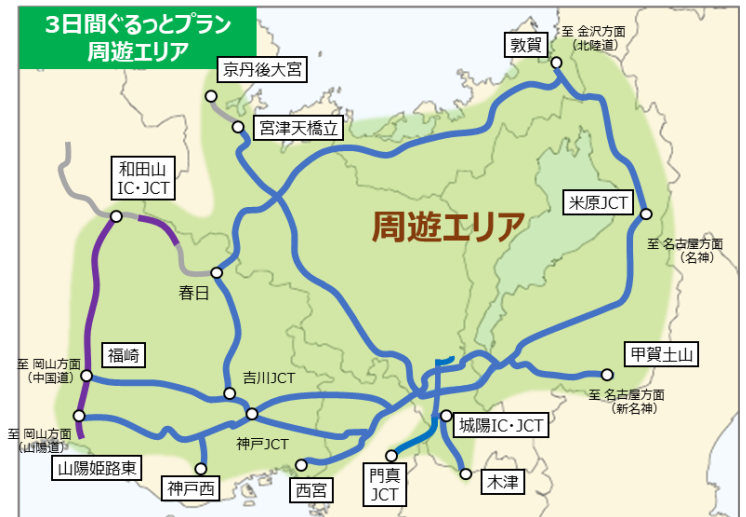 3日間ぐるっとプラン
周遊エリア
至 金沢方面
（北陸道）
敦賀
京丹後大宮
宮津天橋立
和田山
IC・JCT
米原JCT
周遊エリア
至 名古屋方面
（名神）
春日
福崎
至 岡山方面
（中国道）
甲賀土山
吉川JCT
至 名古屋方面
（新名神）
至 岡山方面
（山陽道）
神戸JCT
城陽IC・JCT
山陽姫路東
神戸西
西宮
門真
JCT
木津